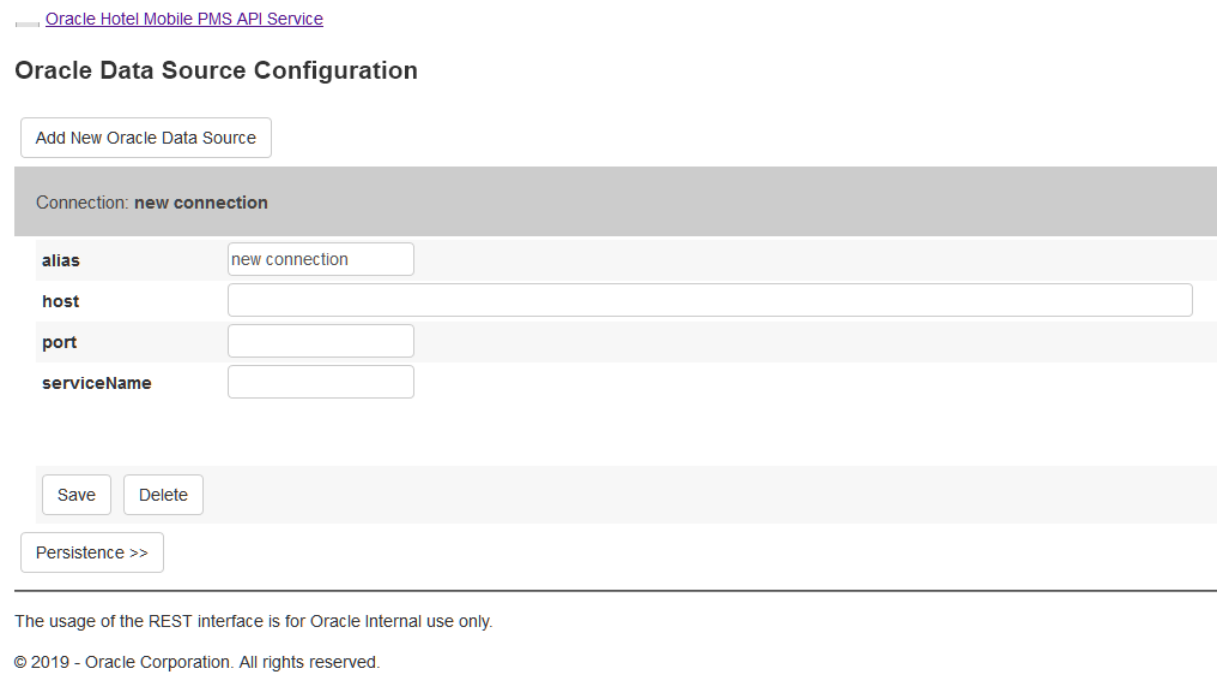 Oracle Hotel Mobile PMS API Service
Oracle Data Source Configuration
Add New Oracle Data Source
Connection: new connection
alias new connection
host
port
serviceName
Save Delete
Persistence >>
The usage of the REST interface is for Oracle Internal use only.
© 2019 - Oracle Corporation. All rights reserved.